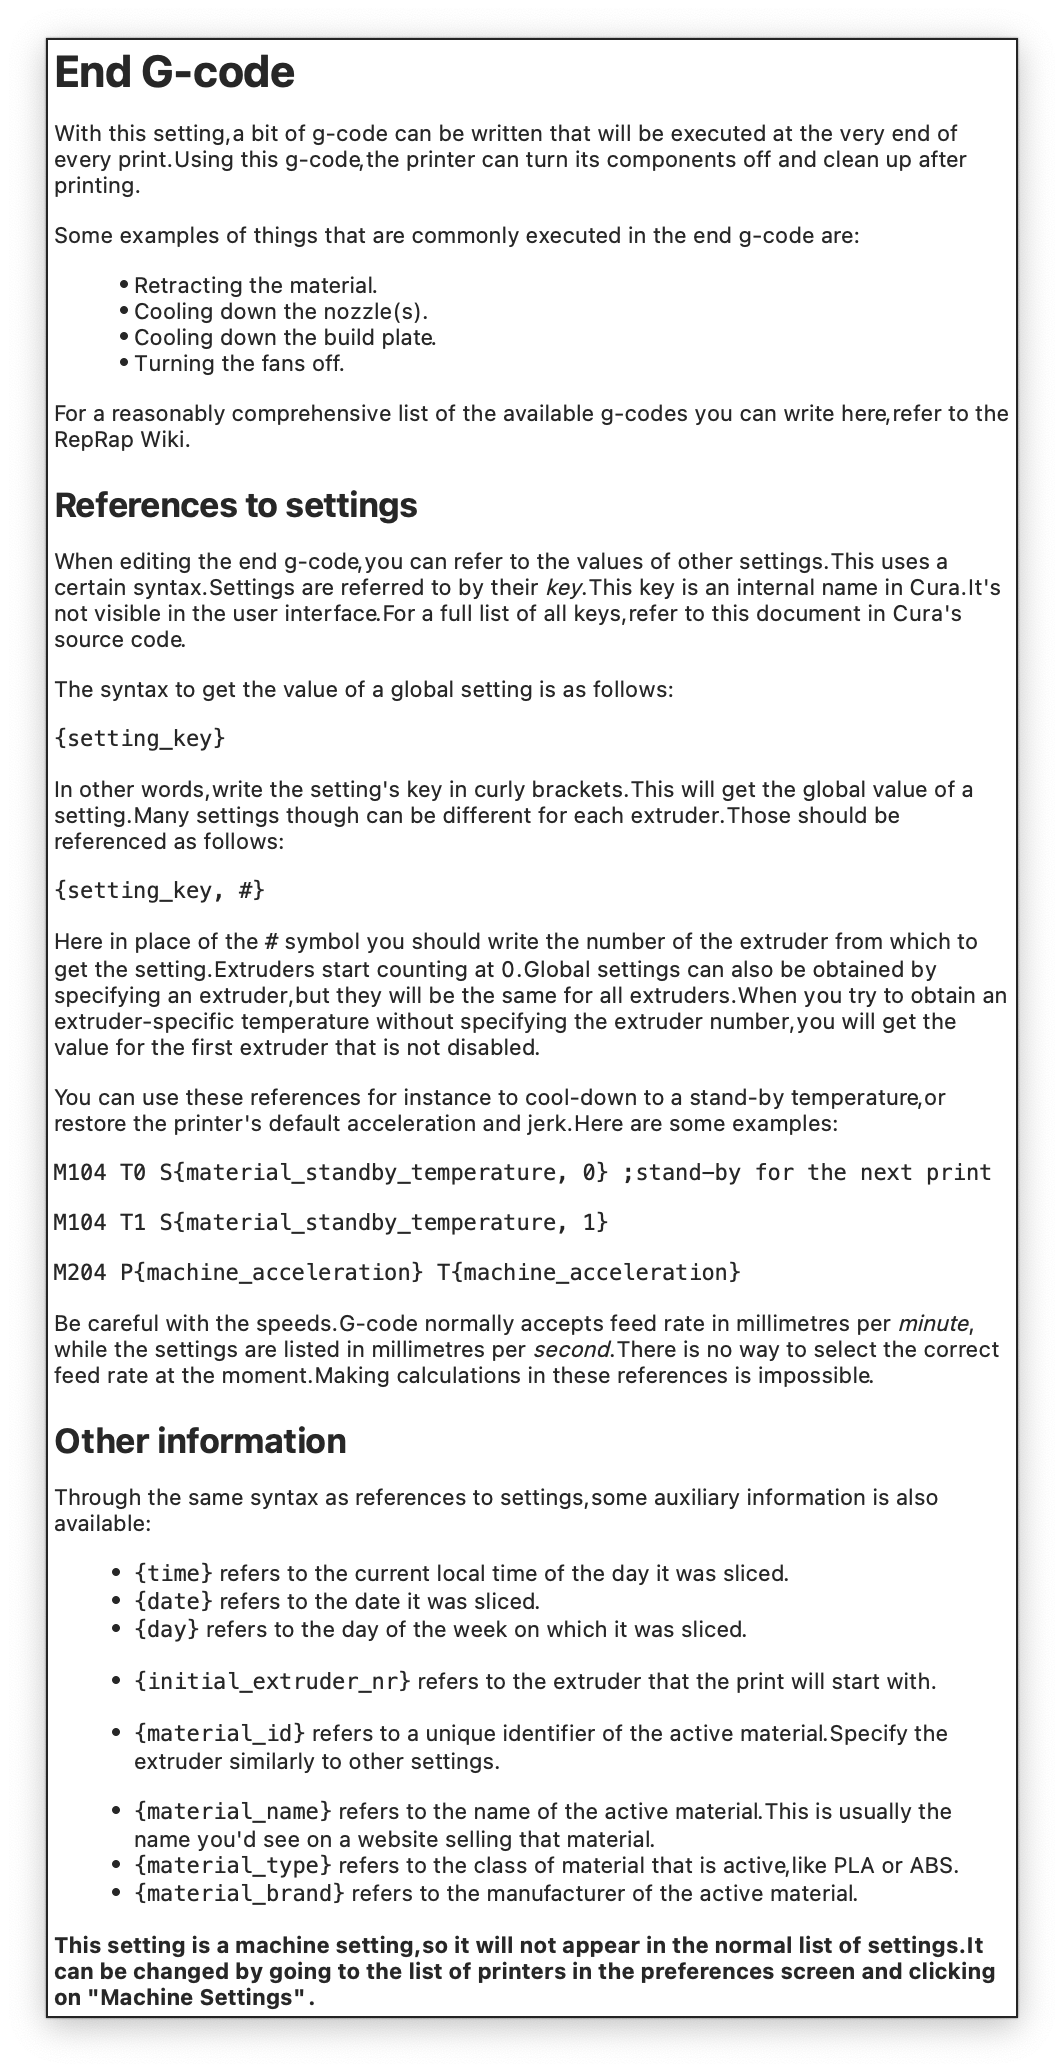 End G-code
With this setting,a bit of g-code can be written that will be executed at the very end of
every print.Using this g-code,the printer can turn its components off and clean up after
printing.
Some examples of things that are commonly executed in the end g-code are:
• Retracting the material.
• Cooling down the nozzle(s).
• Cooling down the build plate.
• Turning the fans off.
For a reasonably comprehensive list of the available g-codes you can write here,refer to the
RepRap Wiki.
References to settings
When editing the end g-code,you can refer to the values of other settings.This uses a
certain syntax.Settings are referred to by their key.This key is an internal name in Cura.It's
not visible in the user interface.For a full list of all keys,refer to this document in Cura's
source code.
The syntax to get the value of a global setting is as follows:
{setting_key}
In other words,write the setting's key in curly brackets.This will get the global value of a
setting.Many settings though can be different for each extruder.Those should be
referenced as follows:
{setting_key, #}
Here in place of the # symbol you should write the number of the extruder from which to
get the setting.Extruders start counting at 0.Global settings can also be obtained by
specifying an extruder,but they will be the same for all extruders.When you try to obtain an
extruder-specific temperature without specifying the extruder number,you will get the
value for the first extruder that is not disabled.
You can use these references for instance to cool-down to a stand-by temperature,or
restore the printer's default acceleration and jerk.Here are some examples:
M104 T0 S{material_standby_temperature, 0} ;stand-by for the next print
M104 T1 S{material_standby_temperature, 1}
M204 P{machine_acceleration} T{machine_acceleration}
Be careful with the speeds.G-code normally accepts feed rate in millimetres per minute,
while the settings are listed in millimetres per second.There is no way to select the correct
feed rate at the moment.Making calculations in these references is impossible.
Other information
Through the same syntax as references to settings,some auxiliary information is also
available:
• {time} refers to the current local time of the day it was sliced.
• {date} refers to the date it was sliced.
• {day} refers to the day of the week on which it was sliced.
• {initial_extruder_nr} refers to the extruder that the print will start with.
• {material_id} refers to a unique identifier of the active material.Specify the
extruder similarly to other settings.
• {material_name} refers to the name of the active material.This is usually the
name you'd see on a website selling that material.
• {material_type} refers to the class of material that is active,like PLA or ABS.
• {material_brand} refers to the manufacturer of the active material.
This setting is a machine setting,so it will not appear in the normal list of settings.It
can be changed by going to the list of printers in the preferences screen and clicking
on "Machine Settings".